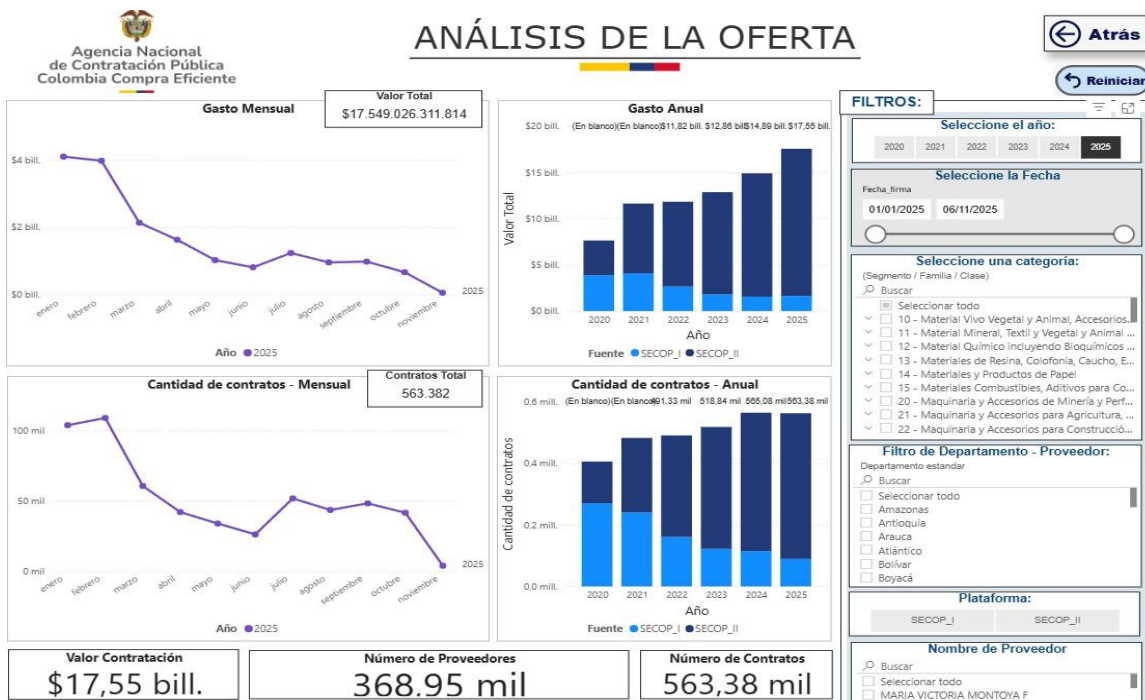 Agencia Nacional
de Contratación Pública
Colombia Compra Eficiente
ANÁLISIS DE LA OFERTA
Atrás
Reiniciar
Gasto Mensual
Valor Total
$17.549.026.311.814
$4 bill.
$2 bill.
$0 bill.
enero
febrero
marzo
abril
mayo
junio
julio
agosto
septiembre
octubre
noviembre
2025
Año 2025
Gasto Anual
$20 bill.
(En blanco)(En blanco)$11,82 bill. $12,86 bill$14,89 bill. $17,55 bill.
$15 bill.
$10 bill.
$5 bill.
$0 bill.
Valor Total
2020 2021 2022 2023 2024 2025
Año
Fuente SECOP_I SECOP_II
Cantidad de contratos - Mensual
Contratos Total
563.382
100 mil
50 mil
0 mil
enero
febrero
marzo
abril
mayo
junio
julio
agosto
septiembre
octubre
noviembre
2025
Año 2025
Cantidad de contratos - Anual
0,6 mill.
(En blanco)(En blanco)491,33 mil 518,84 mil 565,08 mil 563,38 mil
0,4 mill.
0,2 mill.
0,0 mill.
Cantidad de contratos
2020 2021 2022 2023 2024 2025
Año
Fuente SECOP_I SECOP_II
Valor Contratación
$17,55 bill.
Número de Proveedores
368,95 mil
Número de Contratos
563,38 mil
FILTROS:
Seleccione el año:
2020 2021 2022 2023 2024 2025
Seleccione la Fecha
Fecha_firma
01/01/2025 06/11/2025
Seleccione una categoría:
(Segmento / Familia / Clase)
Buscar
Seleccionar todo
10 - Material Vivo Vegetal y Animal, Accesorios...
11 - Material Mineral, Textil y Vegetal y Animal ...
12 - Material Químico incluyendo Bioquímicos ...
13 - Materiales de Resina, Colofonia, Caucho, E...
14 - Materiales y Productos de Papel
15 - Materiales Combustibles, Aditivos para Co...
20 - Maquinaria y Accesorios de Minería y Perf...
21 - Maquinaria y Accesorios para Agricultura, ...
22 - Maquinaria y Accesorios para Construcció...
Filtro de Departamento - Proveedor:
Departamento estandar
Buscar
Seleccionar todo
Amazonas
Antioquia
Arauca
Atlántico
Bolívar
Boyacá
Plataforma:
SECOP_I SECOP_II
Nombre de Proveedor
Buscar
Seleccionar todo
MARIA VICTORIA MONTOYA F